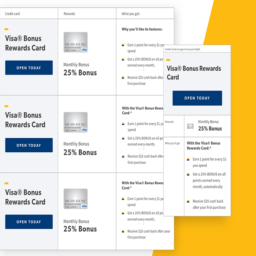 Credit card
Rewards
What you get
Visa® Bonus
Rewards Card
OPEN TODAY
Monthly Bonus
25% Bonus
Why you'll like its features:
Earn 1 point for every $1 you
spend
Get a 25% BONUS on all
points earned every month.
Receive $25 cash back after
first purchase
Visa® Bonus
Rewards Card
OPEN TODAY
Monthly Bonus
25% Bonus
With the Visa® Bonus
Rewards Card:*
Earn 1 point for every $1
spend
Get a 25% BONUS on all
points earned every month.
Receive $25 cash back after
first purchase
Visa® Bonus
Rewards Card
OPEN TODAY
Monthly Bonus
25% Bonus
With the Visa® Bonus
Rewards Card:*
Earn 1 point for every $1
spend
Get a 25% BONUS on all
points earned every month.
Receive $25 cash back after
first purchase
Visa® Bonus Rewards
Card
OPEN TODAY
Rewards
Monthly Bonus
25% Bonus
What you get
With the Visa® Bonus
Rewards Card:*
Earn 1 point for every $1
you spend
Get a 25% BONUS on all
points earned every
month, automatically
Receive $25 cash back
after your first purchase